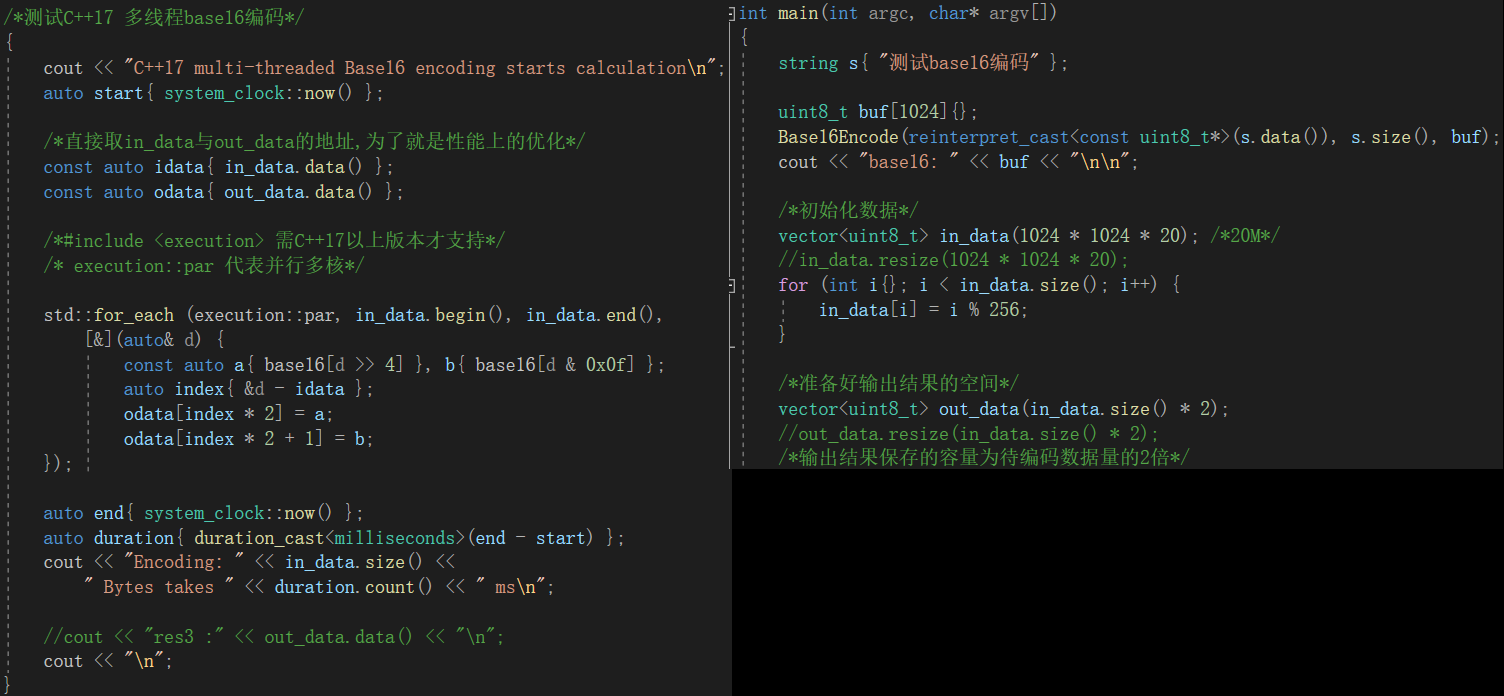 /*测试C++17 多线程base16编码*/
{
cout << "C++17 multi-threaded Base16 encoding starts calculation\n";
auto start{ system_clock::now() };
/*直接取in_data与out_data的地址,为了就是性能上的优化*/
const auto idata{ in_data.data() };
const auto odata{ out_data.data() };
/*#include <execution> 需C++17以上版本才支持*/
/* execution::par 代表并行多核*/
std::for_each (execution::par, in_data.begin(), in_data.end(),
[&](auto& d) {
const auto a{ base16[d >> 4] }, b{ base16[d & 0x0f] };
auto index{ &d - idata };
odata[index * 2] = a;
odata[index * 2 + 1] = b;
});
auto end{ system_clock::now() };
auto duration{ duration_cast<milliseconds>(end - start) };
cout << "Encoding: " << in_data.size() <<
" Bytes takes " << duration.count() << " ms\n";
//cout << "res3 :" << out_data.data() << "\n";
cout << "\n";
}
int main(int argc, char* argv[])
{
string s{ "测试base16编码" };
uint8_t buf[1024]{};
Base16Encode(reinterpret_cast<const uint8_t*>(s.data()), s.size(), buf);
cout << "base16: " << buf << "\n\n";
/*初始化数据*/
vector<uint8_t> in_data(1024 * 1024 * 20); /*20M*/
//in_data.resize(1024 * 1024 * 20);
for (int i{}; i < in_data.size(); i++) {
in_data[i] = i % 256;
}
/*准备好输出结果的空间*/
vector<uint8_t> out_data(in_data.size() * 2);
//out_data.resize(in_data.size() * 2);
/*输出结果保存的容量为待编码数据量的2倍*/